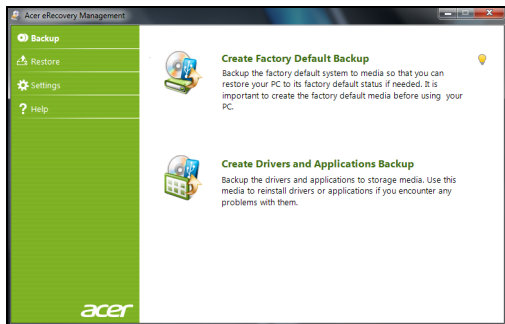 Acer eRecovery Management
Backup
Restore
Settings
? Help
Create Factory Default Backup
Backup the factory default system to media so that you can
restore your PC to its factory default status if needed. It is
important to create the factory default media before using your
PC.
Create Drivers and Applications Backup
Backup the drivers and applications to storage media. Use this
media to reinstall drivers or applications if you encounter any
problems with them.
acer